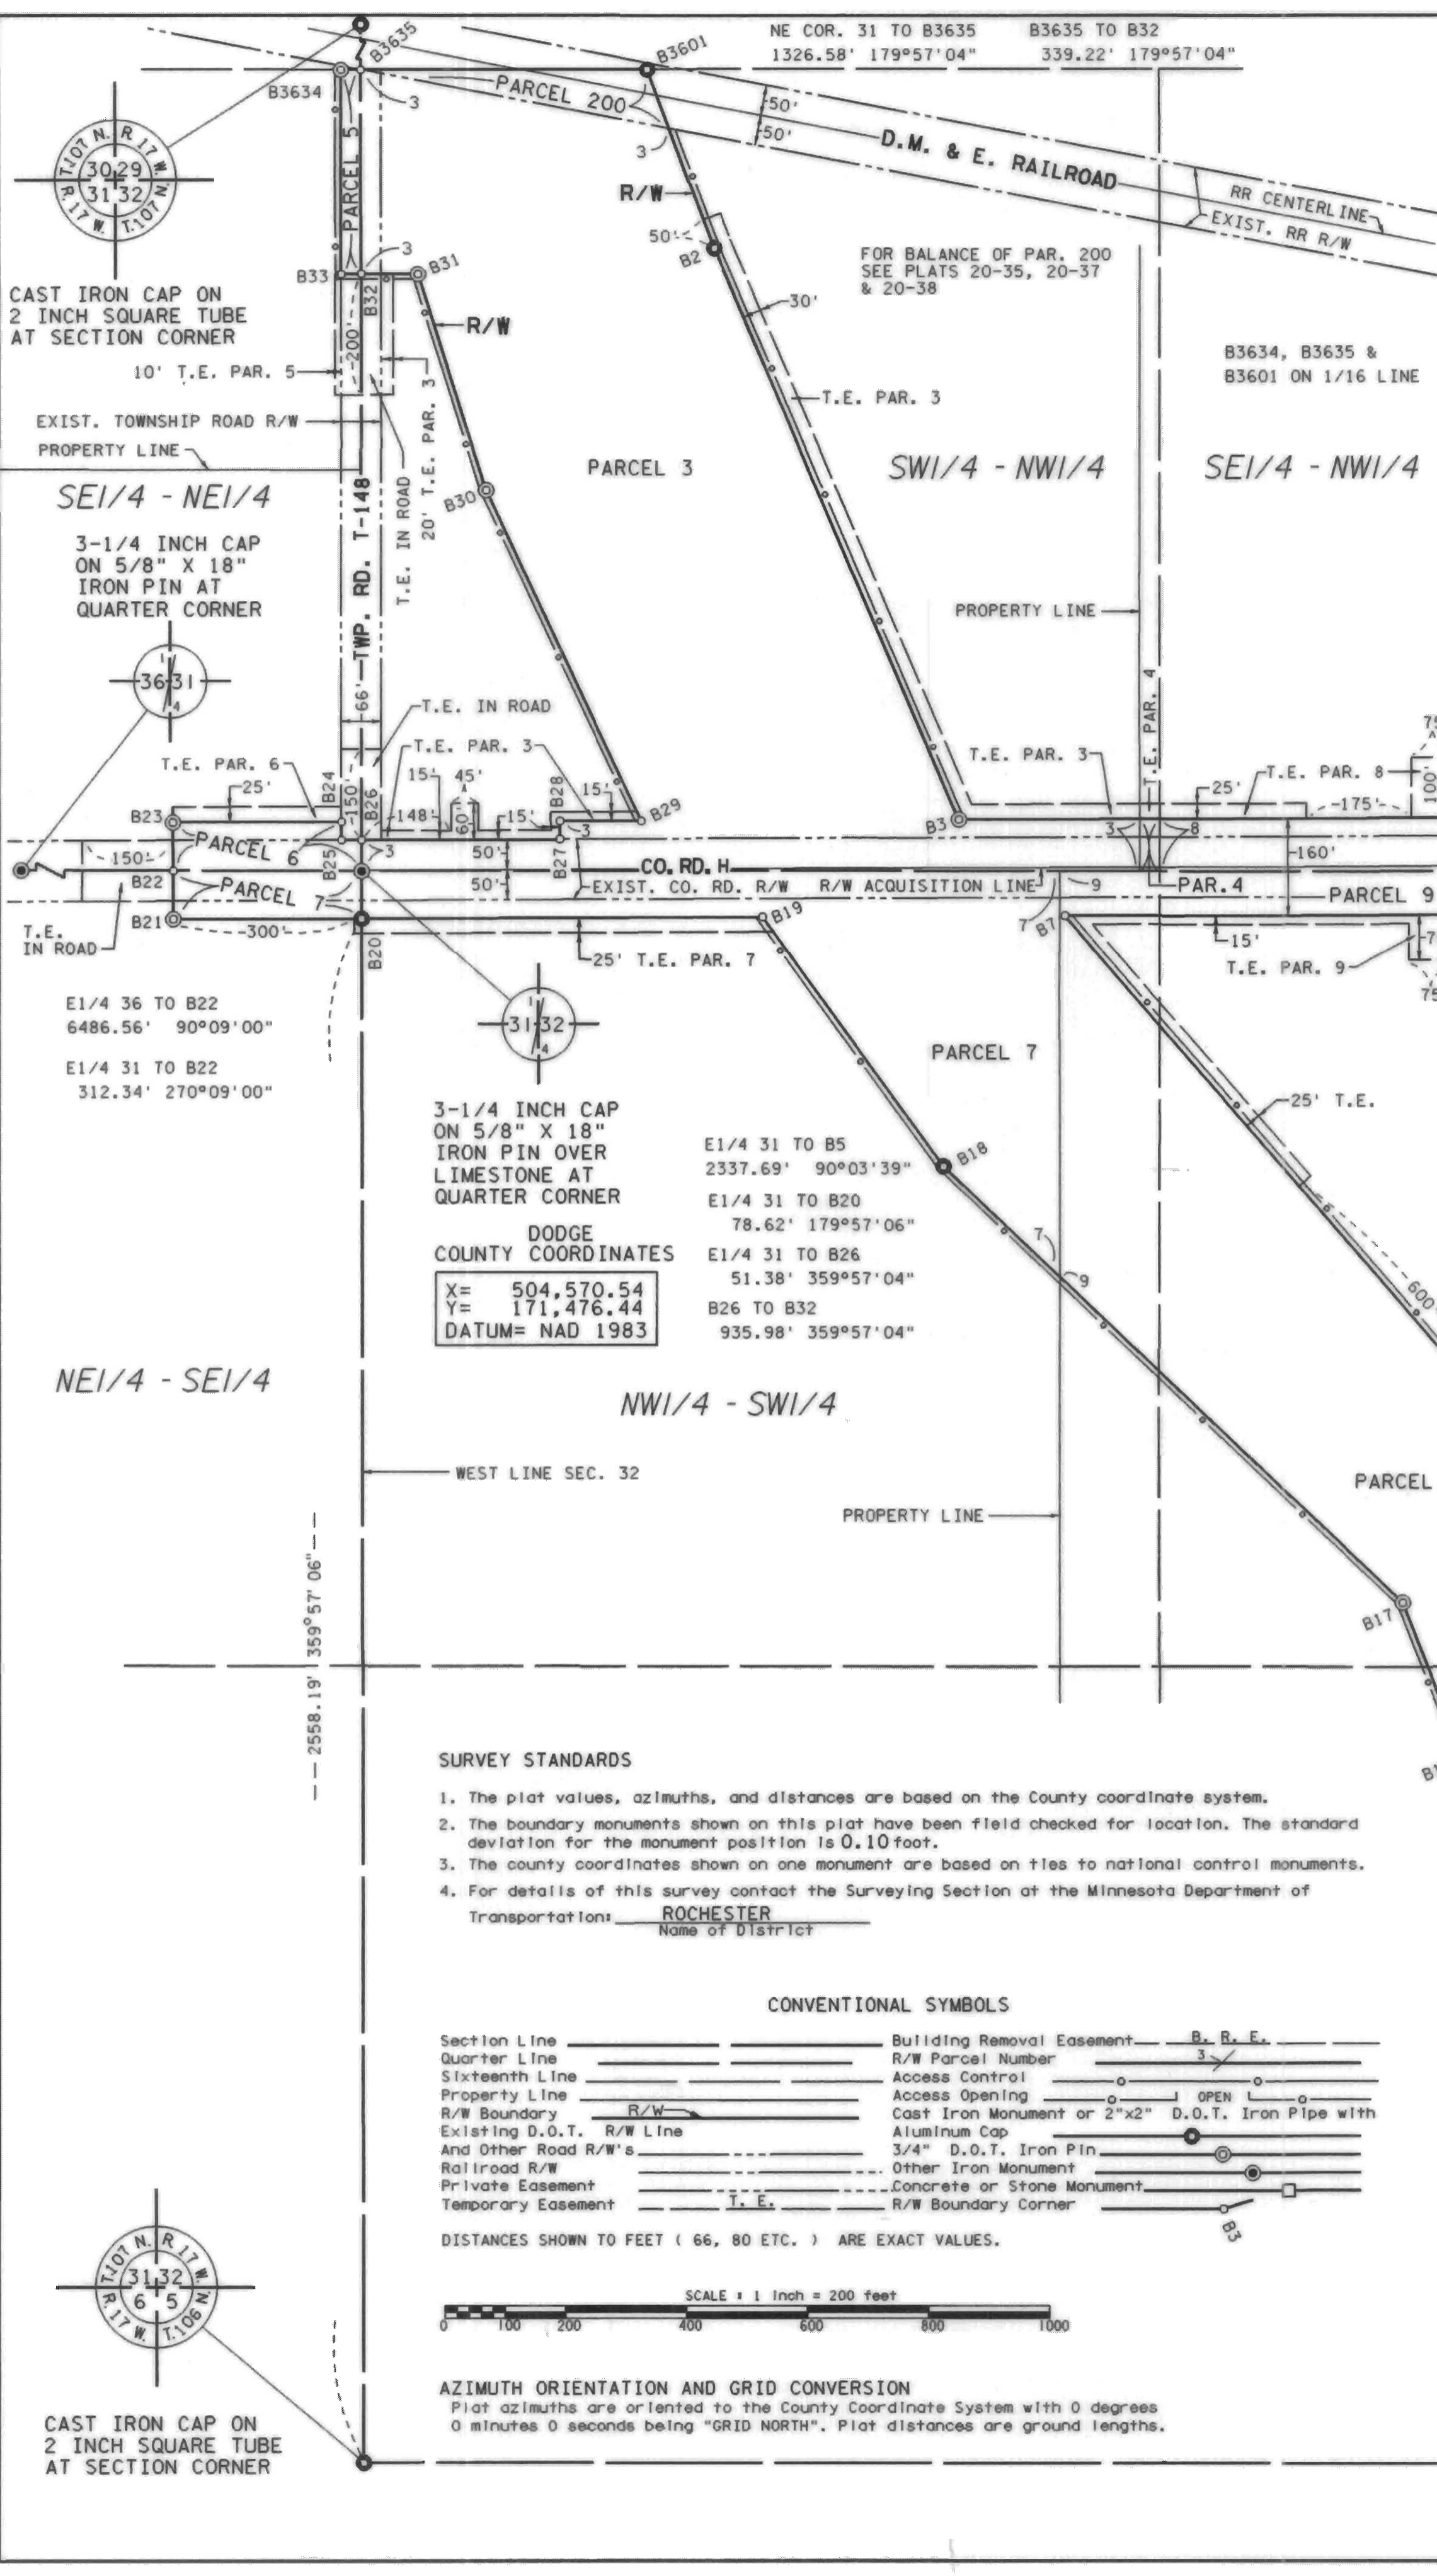 NE COR. 31 TO B3635
1326.58' 179°57'04"
B3635 TO B32
339.22' 179°57'04"
B3635
B3601
B3634
3
PARCEL 200
50'
50'
3
D.M. & E. RAILROAD
RR CENTERLINE
EXIST. RR R/W
T.107 N. R 17 W.
30 29
31 32
R.17 W. T.107 N.
PARCEL 5
R/W
50'
B2
3
B33
B32
B31
FOR BALANCE OF PAR. 200
SEE PLATS 20-35, 20-37
& 20-38
CAST IRON CAP ON
2 INCH SQUARE TUBE
AT SECTION CORNER
30'
R/W
200'
B3634, B3635 &
B3601 ON 1/16 LINE
10' T.E. PAR. 5
20' T.E. PAR. 3
T.E. IN ROAD
T.E. PAR. 3
EXIST. TOWNSHIP ROAD R/W
PROPERTY LINE
PARCEL 3
SW1/4 - NW1/4
SE1/4 - NW1/4
SE1/4 - NE1/4
B30
TWP. RD. T-148
3-1/4 INCH CAP
ON 5/8" X 18"
IRON PIN AT
QUARTER CORNER
PROPERTY LINE
36 31
1
4
66'
T.E. IN ROAD
T.E. PAR. 4
T.E. PAR. 3
T.E. PAR. 6
25'
B24
150'
B26
15'
45'
B28
15'
T.E. PAR. 3
25'
T.E. PAR. 8
175'
100'
B23
148'
60'
15'
B29
B3
3
8
PARCEL 6
B25
3
50'
B27
3
150'
160'
B22
CO. RD. H
PARCEL 7
50'
EXIST. CO. RD. R/W
R/W ACQUISITION LINE
9
PAR. 4
PARCEL 9
B21
300'
B20
B19
7
B7
T.E.
IN ROAD
25' T.E. PAR. 7
15'
T.E. PAR. 9
E1/4 36 TO B22
6486.56' 90°09'00"
E1/4 31 TO B22
312.34' 270°09'00"
31 32
1
4
PARCEL 7
25' T.E.
3-1/4 INCH CAP
ON 5/8" X 18"
IRON PIN OVER
LIMESTONE AT
QUARTER CORNER
E1/4 31 TO B5
2337.69' 90°03'39"
E1/4 31 TO B20
78.62' 179°57'06"
E1/4 31 TO B26
51.38' 359°57'04"
B26 TO B32
935.98' 359°57'04"
B18
7
9
600'
DODGE
COUNTY COORDINATES
X= 504,570.54
Y= 171,476.44
DATUM= NAD 1983
NE1/4 - SE1/4
NW1/4 - SW1/4
WEST LINE SEC. 32
PARCEL
PROPERTY LINE
B17
2558.19' 359°57'06"
SURVEY STANDARDS
1. The plat values, azimuths, and distances are based on the County coordinate system.
2. The boundary monuments shown on this plat have been field checked for location. The standard
deviation for the monument position is 0.10 foot.
3. The county coordinates shown on one monument are based on ties to national control monuments.
4. For details of this survey contact the Surveying Section at the Minnesota Department of
Transportation: ROCHESTER
Name of District
CONVENTIONAL SYMBOLS
Section Line
Quarter Line
Sixteenth Line
Property Line
R/W Boundary R/W
Existing D.O.T. R/W Line
And Other Road R/W's
Railroad R/W
Private Easement
Temporary Easement T. E.
Building Removal Easement B. R. E.
R/W Parcel Number 3
Access Control
Access Opening OPEN
Cast Iron Monument or 2"x2" D.O.T. Iron Pipe with
Aluminum Cap
3/4" D.O.T. Iron Pin
Other Iron Monument
Concrete or Stone Monument
R/W Boundary Corner B3
DISTANCES SHOWN TO FEET ( 66, 80 ETC. ) ARE EXACT VALUES.
SCALE : 1 Inch = 200 feet
0 100 200 400 600 800 1000
T.107 N. R 17 W.
31 32
6 5
R.17 W. T.106 N.
AZIMUTH ORIENTATION AND GRID CONVERSION
Plat azimuths are oriented to the County Coordinate System with 0 degrees
0 minutes 0 seconds being "GRID NORTH". Plat distances are ground lengths.
CAST IRON CAP ON
2 INCH SQUARE TUBE
AT SECTION CORNER